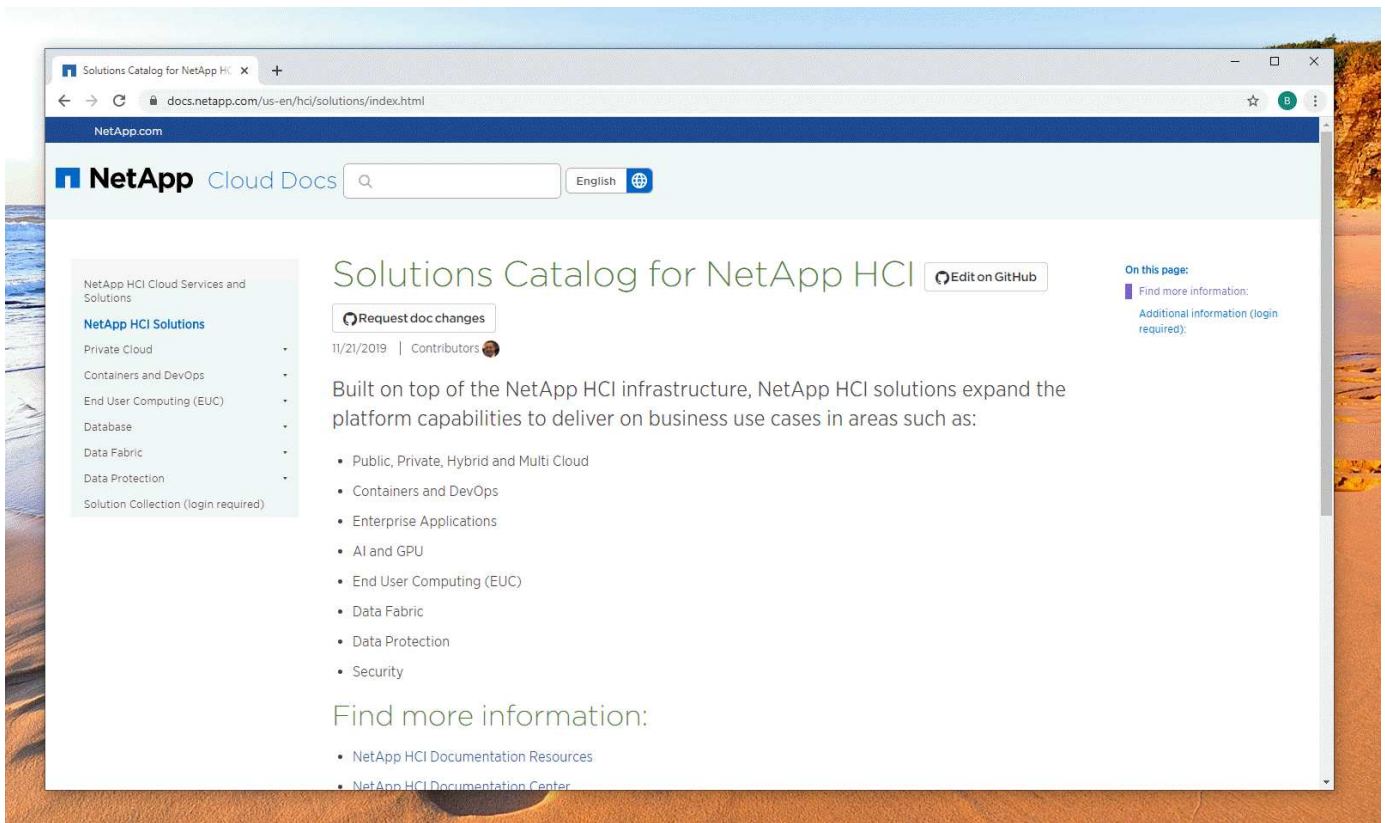 Solutions Catalog for NetApp HC
docs.netapp.com/us-en/hci/solutions/index.html
B
NetApp.com
NetApp Cloud Docs
English
NetApp HCI Cloud Services and
Solutions
NetApp HCI Solutions
Private Cloud
Containers and DevOps
End User Computing (EUC)
Database
Data Fabric
Data Protection
Solution Collection (login required)
Solutions Catalog for NetApp HCI
Edit on GitHub
Request doc changes
11/21/2019 | Contributors
Built on top of the NetApp HCI infrastructure, NetApp HCI solutions expand the
platform capabilities to deliver on business use cases in areas such as:
• Public, Private, Hybrid and Multi Cloud
• Containers and DevOps
• Enterprise Applications
• AI and GPU
• End User Computing (EUC)
• Data Fabric
• Data Protection
• Security
Find more information:
• NetApp HCI Documentation Resources
• NetApp HCI Documentation Center
On this page:
Find more information:
Additional information (login
required):